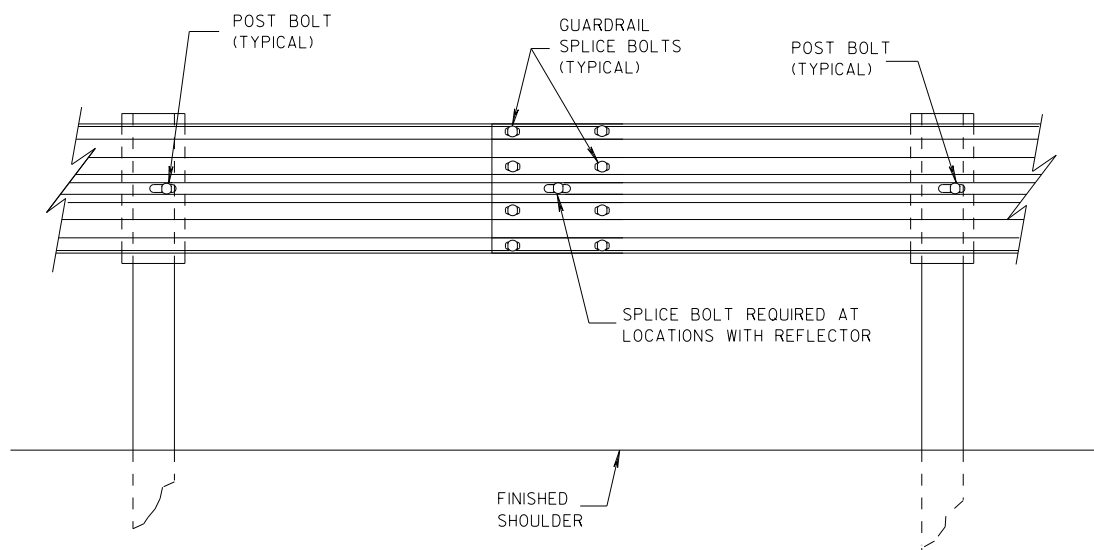 POST BOLT
(TYPICAL)
GUARDRAIL
SPLICE BOLTS
(TYPICAL)
POST BOLT
(TYPICAL)
SPLICE BOLT REQUIRED AT
LOCATIONS WITH REFLECTOR
FINISHED
SHOULDER